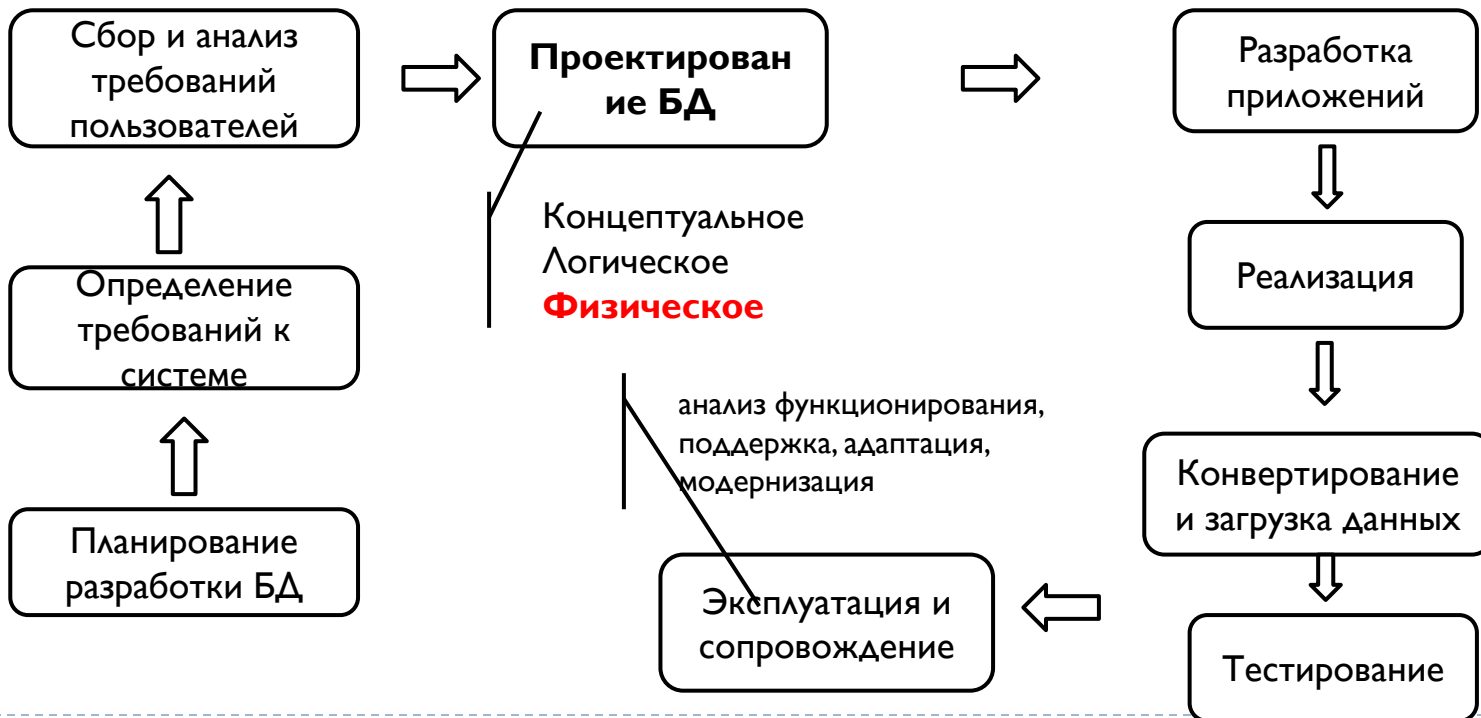 Сбор и анализ
требований
пользователей
Проектирован
ие БД
Разработка
приложений
Концептуальное
Логическое
Физическое
Реализация
Определение
требований к
системе
анализ функционирования,
поддержка, адаптация,
модернизация
Конвертирование
и загрузка данных
Планирование
разработки БД
Эксплуатация и
сопровождение
Тестирование